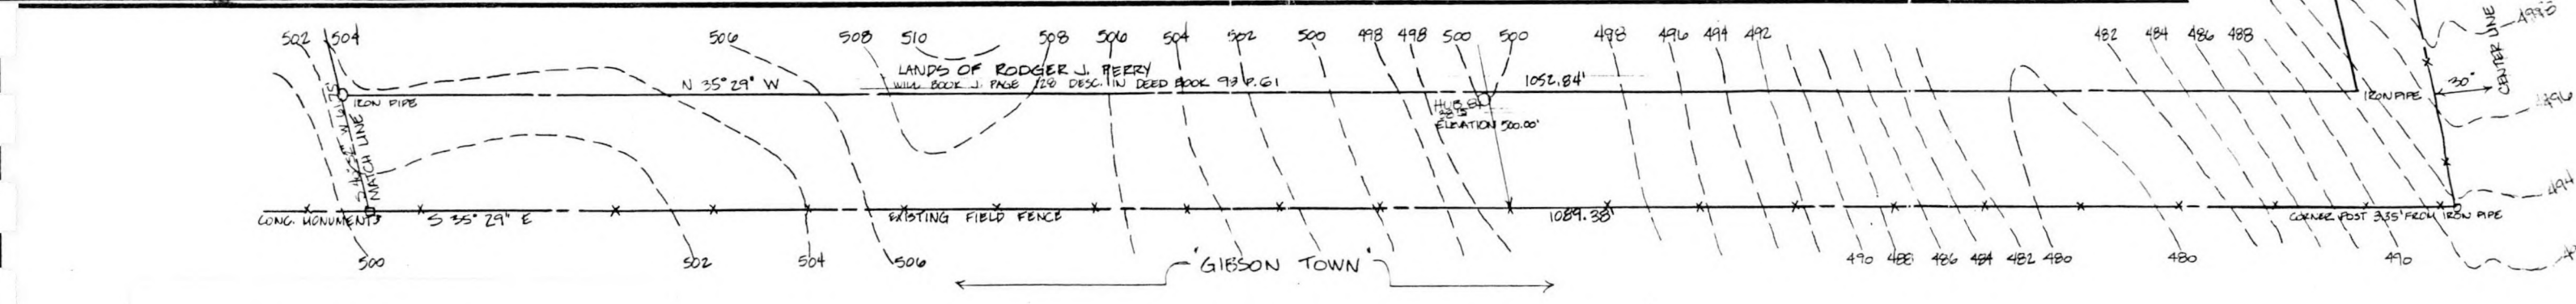 502 504 506 508 510 508 506 504 502 500 498 498 500 500 498 496 494 492 482 484 486 488 4995
LANDS OF RODGER J. PERRY
WILL BOOK J. PAGE 128 DESC. IN DEED BOOK 99 P. 61
N 35° 29" W
1052.84'
IRON PIPE
MATCH LINE
HUB
ELEVATION 500.00'
IRON PIPE
30'
CENTER LINE
496
494
CONC. MONUMENTS
S 35° 29" E
EXISTING FIELD FENCE
1089.38'
CORNER POST 3.35' FROM IRON PIPE
500 502 504 506
"GIBSON TOWN"
490 488 486 484 482 480 480 490